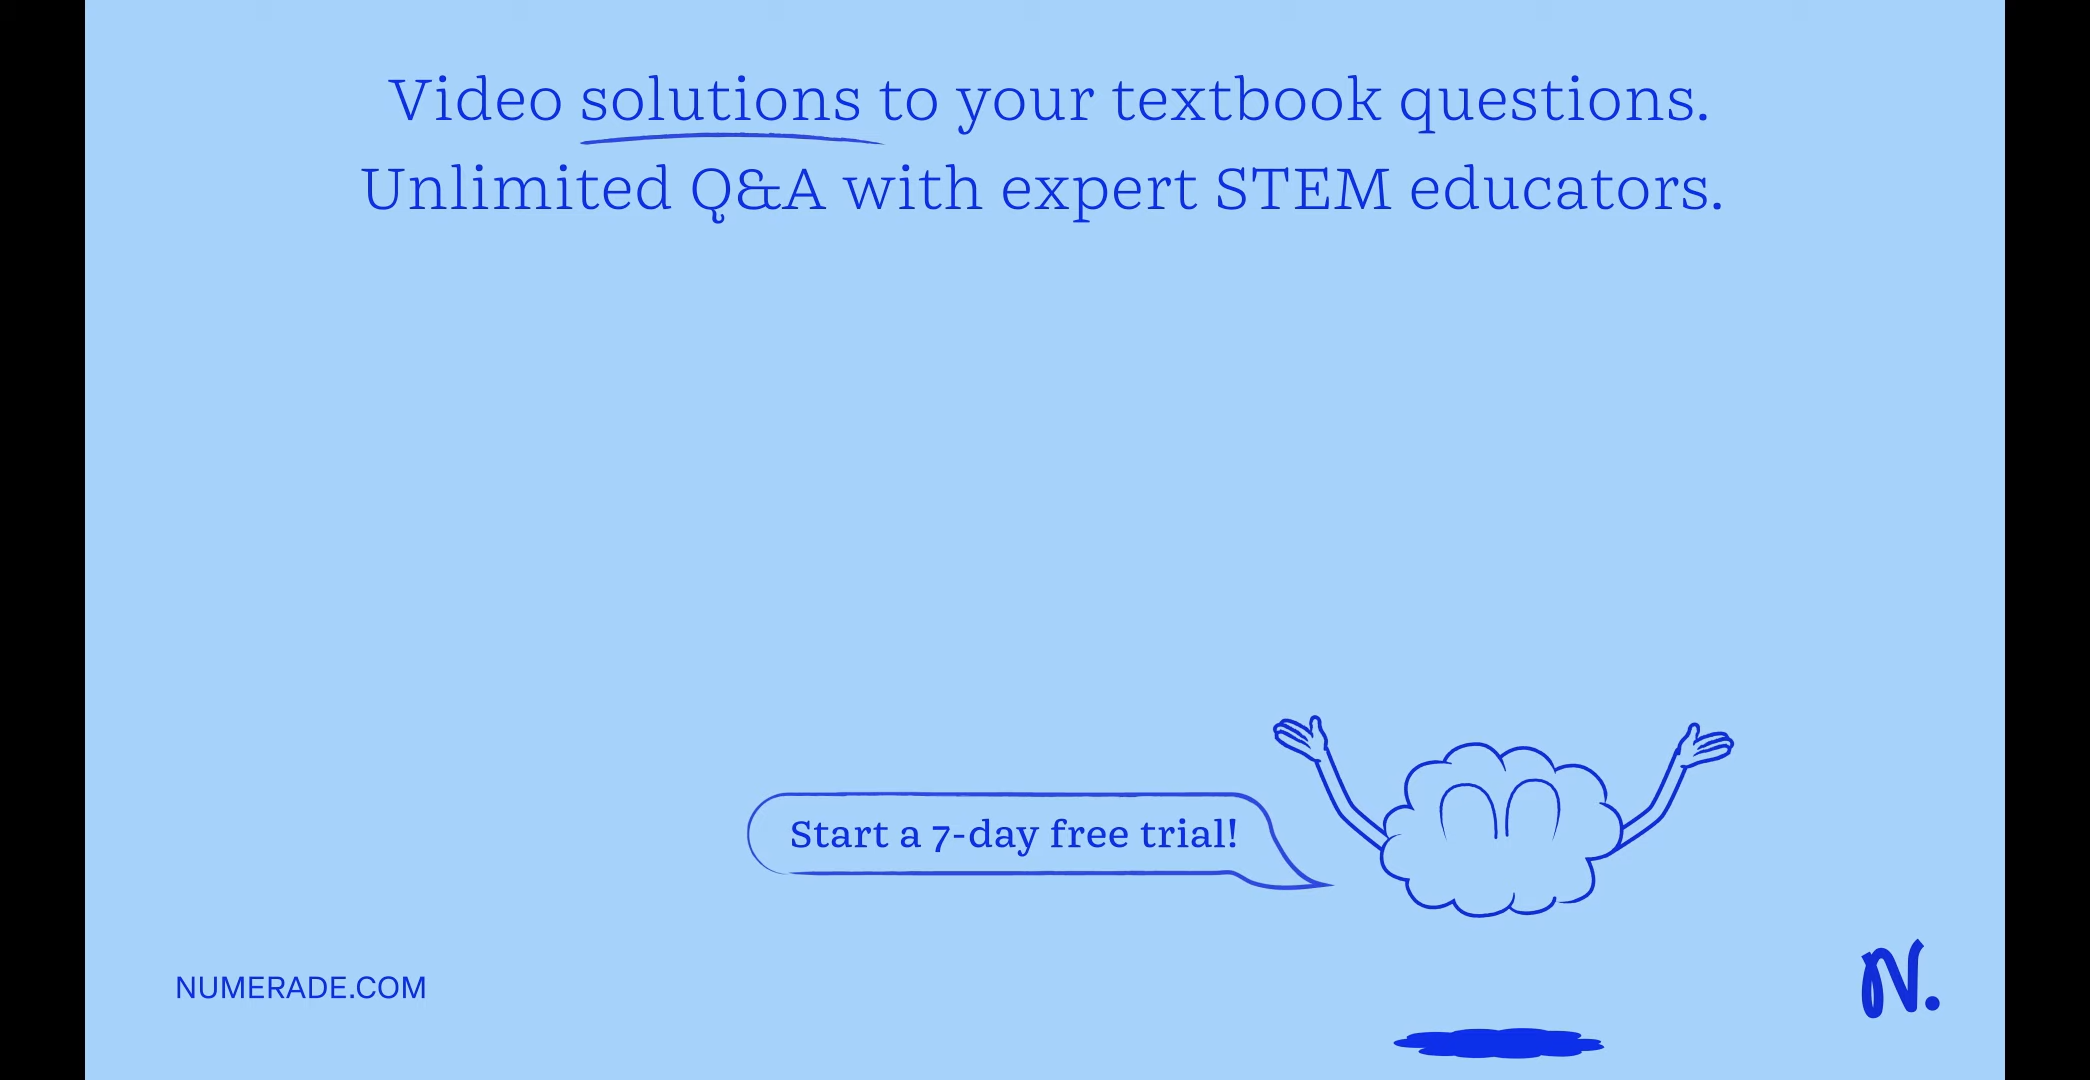 Video solutions to your textbook questions.
Unlimited Q&A with expert STEM educators.
Start a 7-day free trial!
NUMERADE.COM
N.